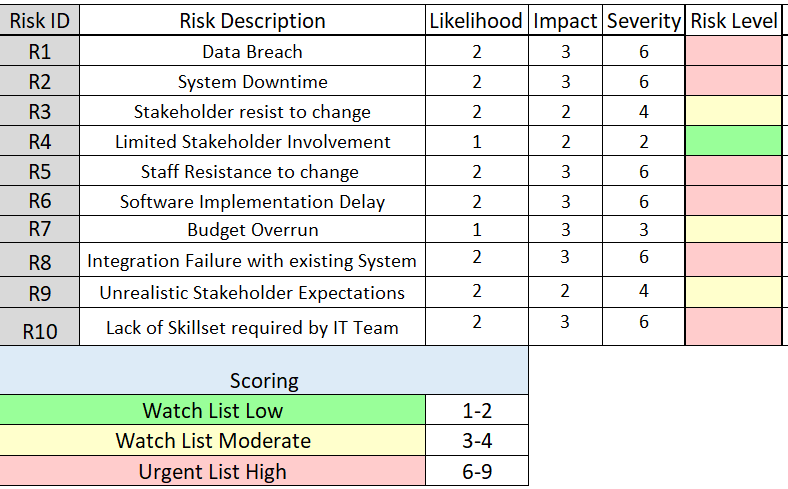 Risk ID Risk Description Likelihood Impact Severity Risk Level
R1 Data Breach 2 3 6
R2 System Downtime 2 3 6
R3 Stakeholder resist to change 2 2 4
R4 Limited Stakeholder Involvement 1 2 2
R5 Staff Resistance to change 2 3 6
R6 Software Implementation Delay 2 3 6
R7 Budget Overrun 1 3 3
R8 Integration Failure with existing System 2 3 6
R9 Unrealistic Stakeholder Expectations 2 2 4
R10 Lack of Skillset required by IT Team 2 3 6
Scoring
Watch List Low 1-2
Watch List Moderate 3-4
Urgent List High 6-9